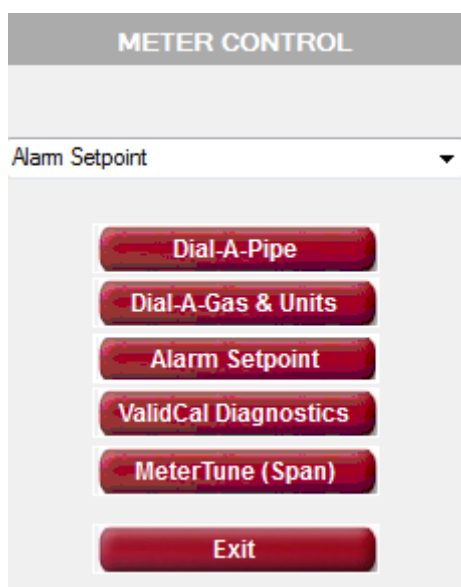 METER CONTROL
Alarm Setpoint
Dial-A-Pipe
Dial-A-Gas & Units
Alarm Setpoint
ValidCal Diagnostics
MeterTune (Span)
Exit